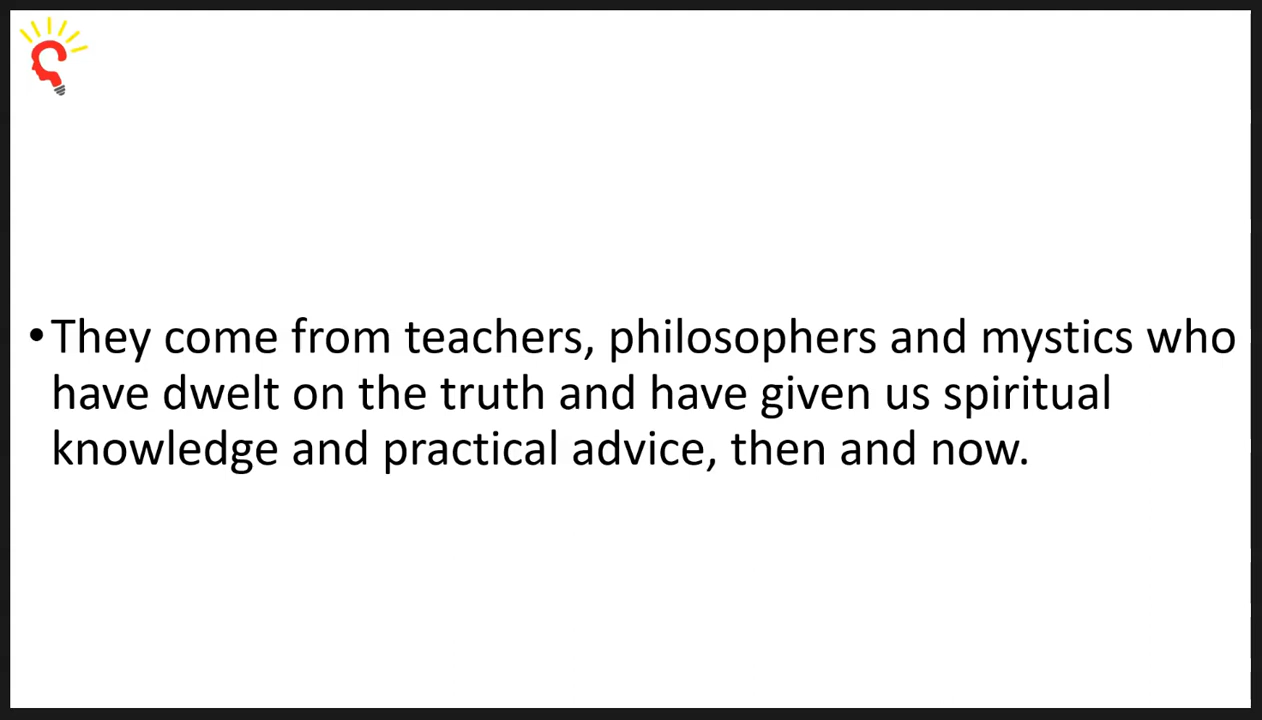 •They come from teachers, philosophers and mystics who
have dwelt on the truth and have given us spiritual
knowledge and practical advice, then and now.